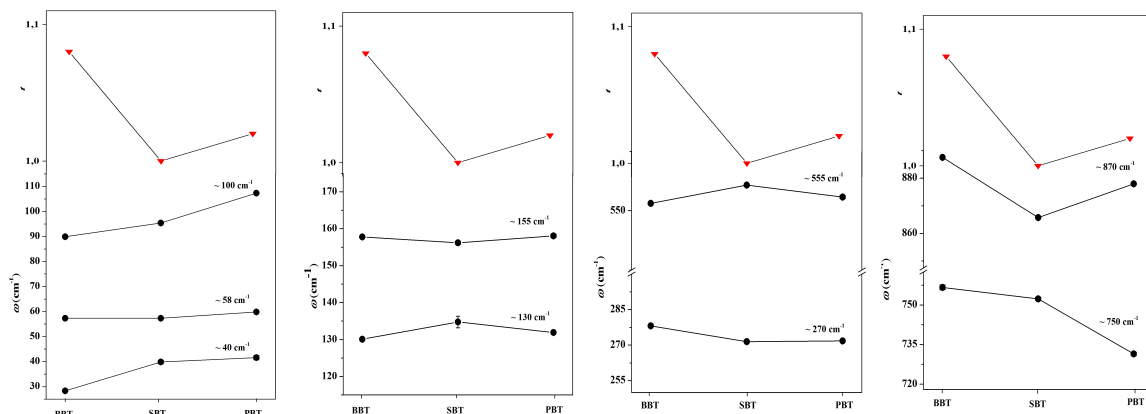 1,1
1,0
110
~ 100 cm-1
100
90
80
ω(cm-1)
70
60
~ 58 cm-1
50
40
~ 40 cm-1
30
BBT SBT PBT
1,1
1,0
170
160
~ 155 cm-1
150
ω(cm-1)
140
130
~ 130 cm-1
120
110
BBT SBT PBT
1,1
1,0
~ 555 cm-1
550
ω(cm-1)
285
270
~ 270 cm-1
255
BBT SBT PBT
1,1
1,0
880
~ 870 cm-1
860
ω(cm-1)
750
~ 750 cm-1
735
720
BBT SBT PBT